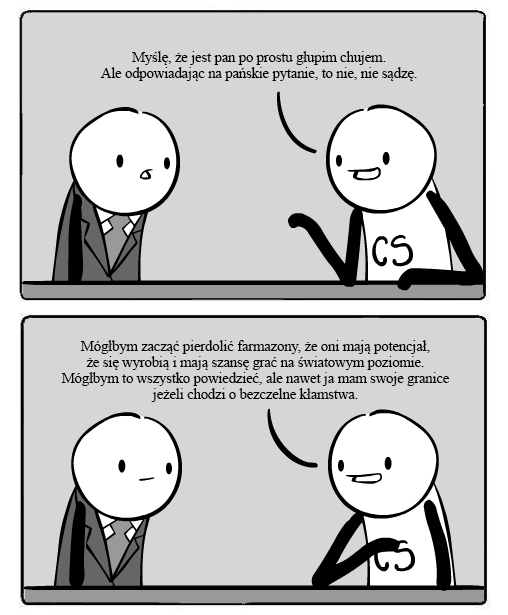 Myślę, że jest pan po prostu głupim chujem.
Ale odpowiadając na pańskie pytanie, to nie, nie sądzę.
CS
Mógłbym zacząć pierdolić farmazony, że oni mają potencjał,
że się wyrobią i mają szansę grać na światowym poziomie.
Mógłbym to wszystko powiedzieć, ale nawet ja mam swoje granice
jeżeli chodzi o bezczelne kłamstwa.
CS